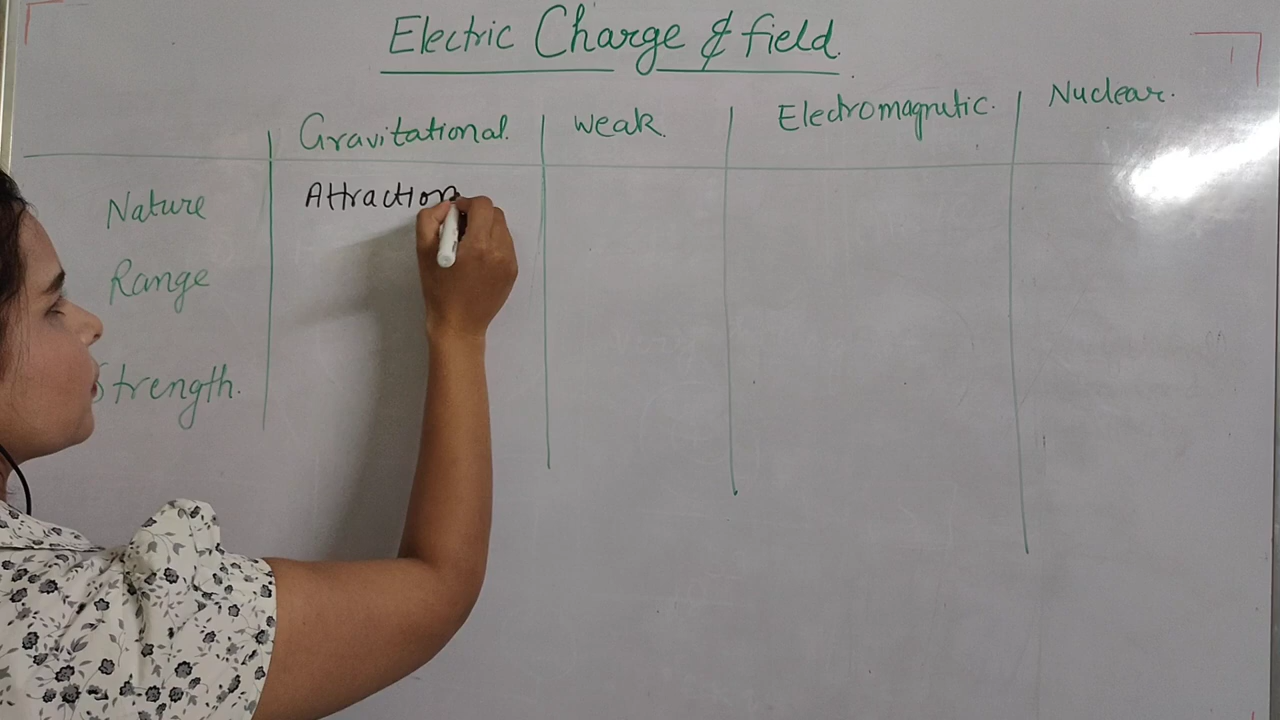 Electric Charge & field.
Gravitational. Weak. Electromagnetic. Nuclear.
Nature Attraction
Range
Strength.